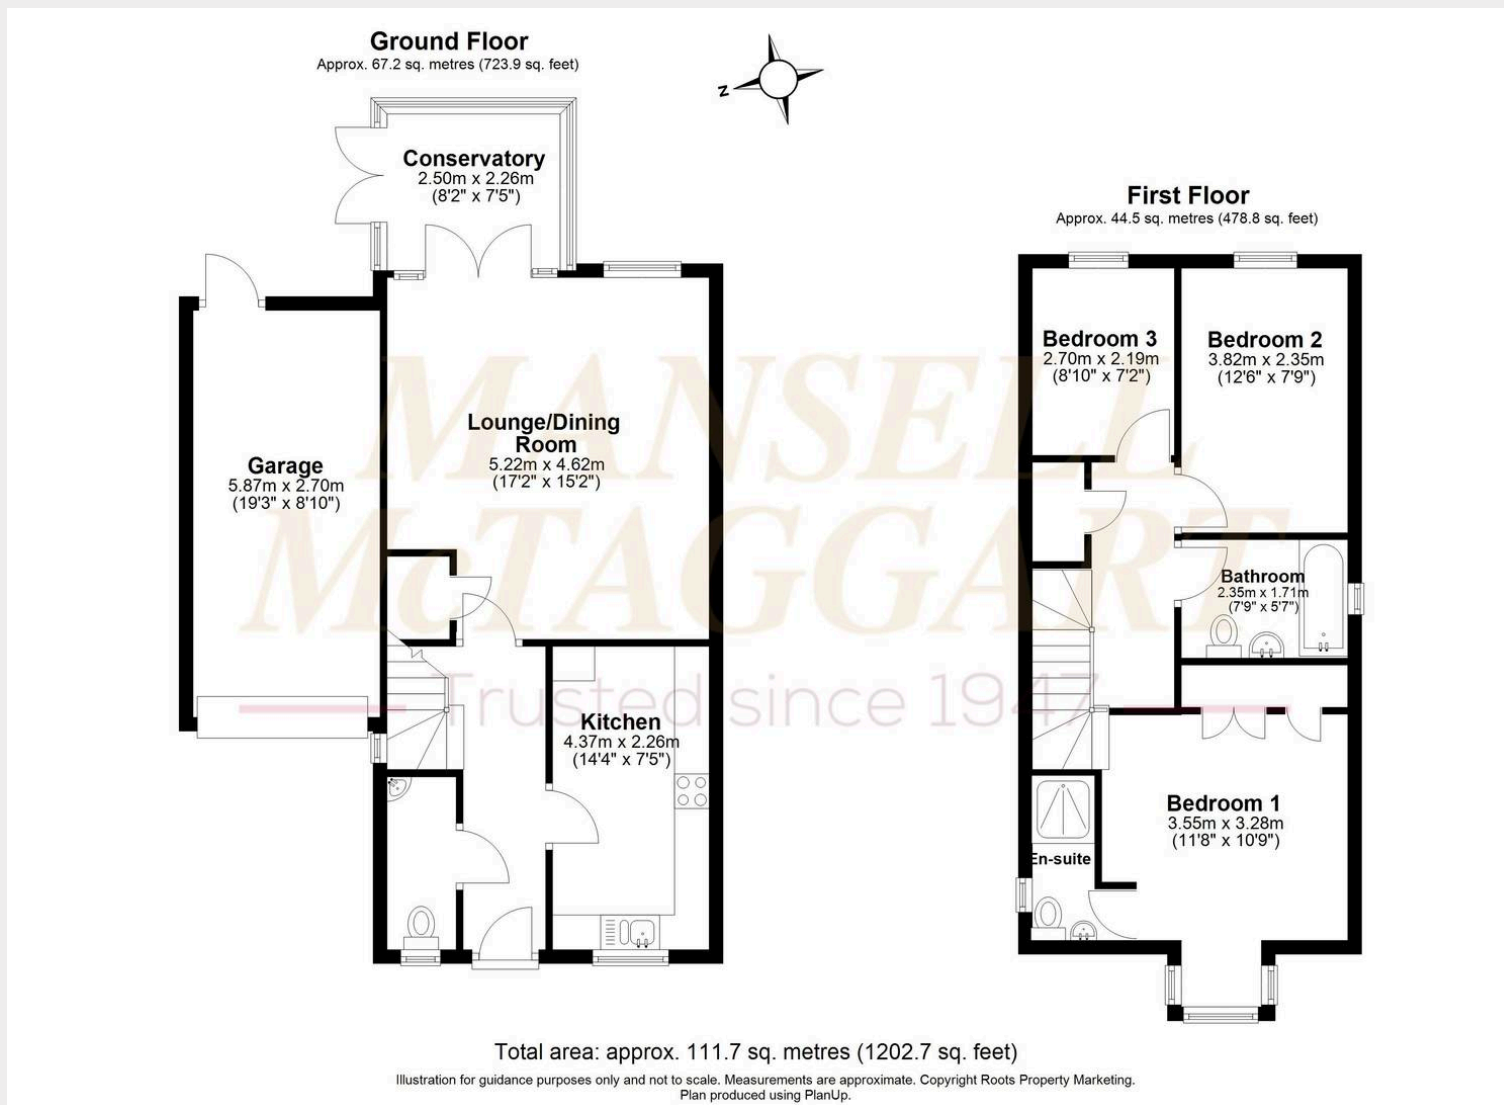 Ground Floor
Approx. 67.2 sq. metres (723.9 sq. feet)
N
Conservatory
2.50m x 2.26m
(8'2" x 7'5")
First Floor
Approx. 44.5 sq. metres (478.8 sq. feet)
Bedroom 3
2.70m x 2.19m
(8'10" x 7'2")
Bedroom 2
3.82m x 2.35m
(12'6" x 7'9")
MANSELL
McTAGGART
Trusted since 1947
Lounge/Dining
Room
5.22m x 4.62m
(17'2" x 15'2")
Garage
5.87m x 2.70m
(19'3" x 8'10")
Bathroom
2.35m x 1.71m
(7'9" x 5'7")
Kitchen
4.37m x 2.26m
(14'4" x 7'5")
Bedroom 1
3.55m x 3.28m
(11'8" x 10'9")
En-suite
Total area: approx. 111.7 sq. metres (1202.7 sq. feet)
Illustration for guidance purposes only and not to scale. Measurements are approximate. Copyright Roots Property Marketing.
Plan produced using PlanUp.